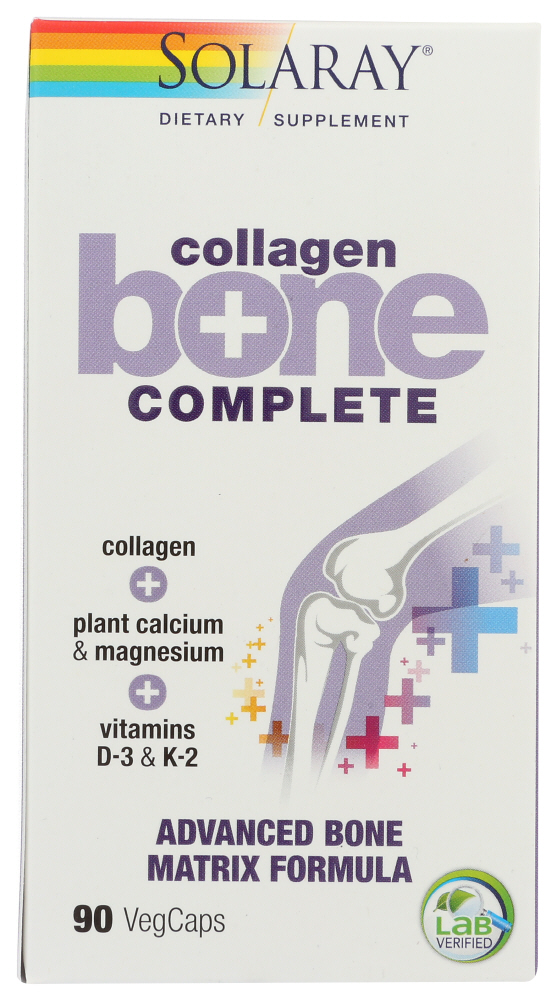 SOLARAY®
DIETARY SUPPLEMENT
collagen
bone
COMPLETE
collagen
plant calcium
& magnesium
vitamins
D-3 & K-2
ADVANCED BONE
MATRIX FORMULA
90 VegCaps
LaB
VERIFIED